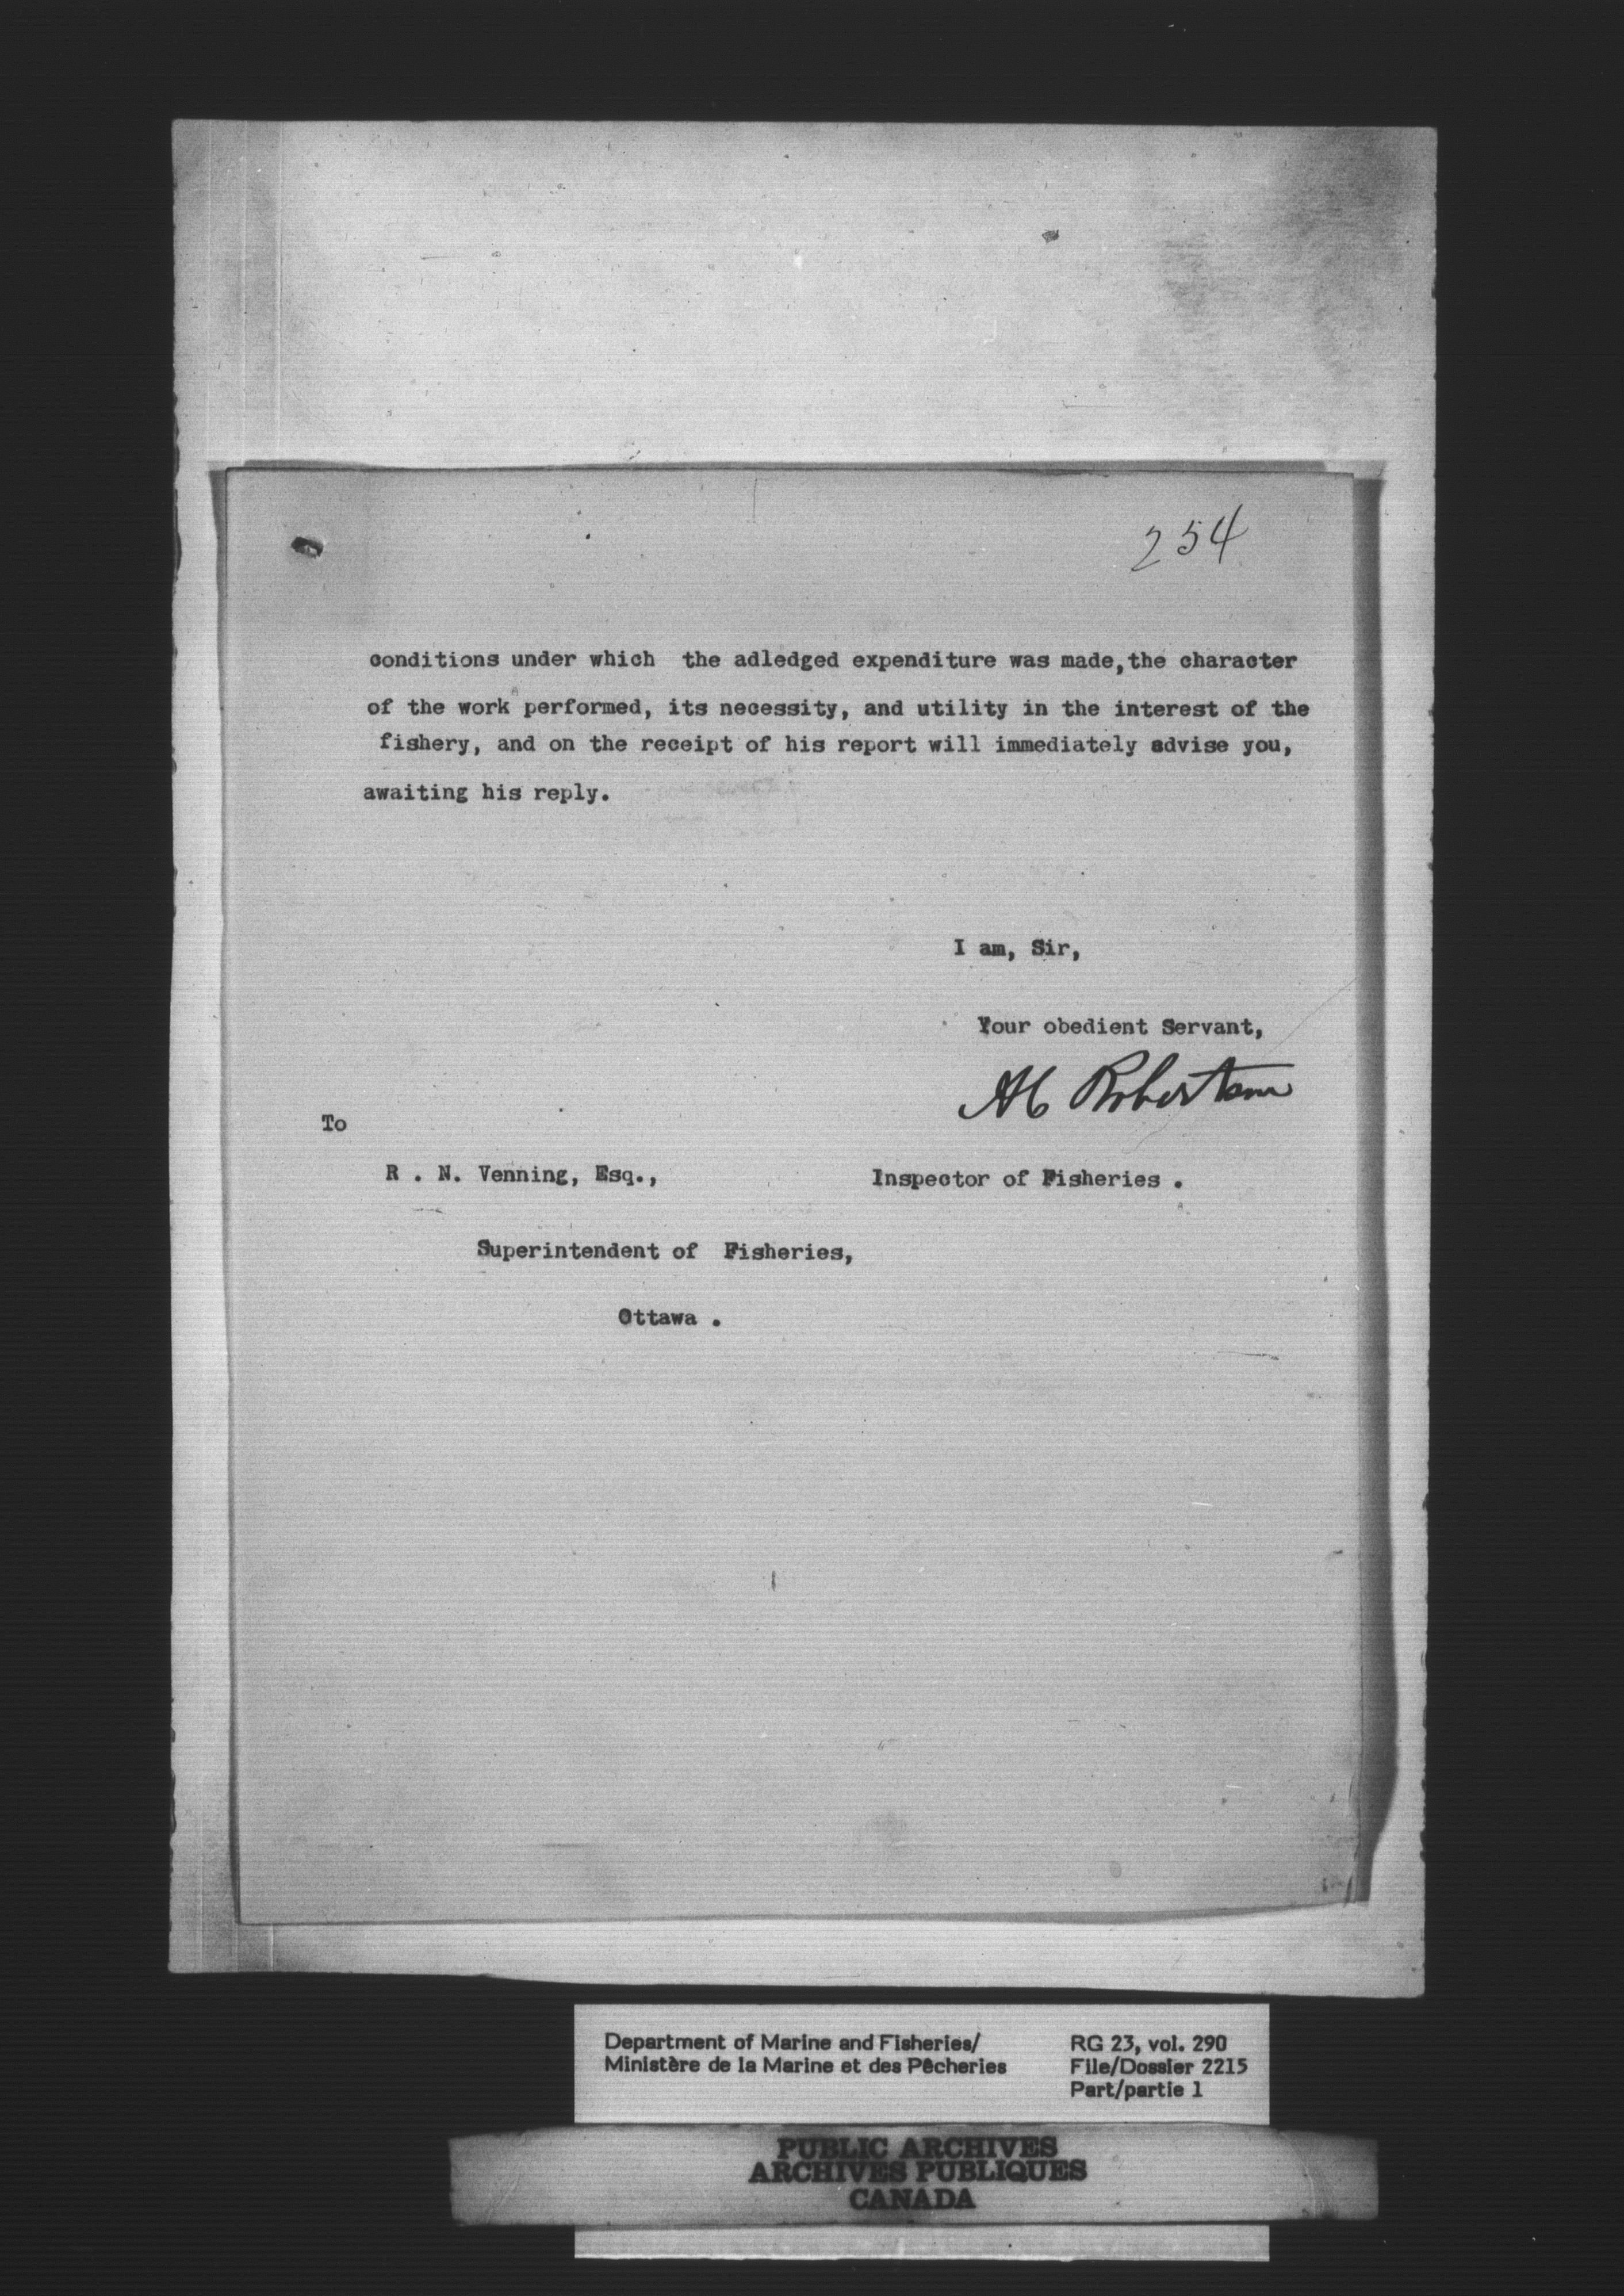 254
conditions under which the adledged expenditure was made, the character
of the work performed, its necessity, and utility in the interest of the
fishery, and on the receipt of his report will immediately advise you,
awaiting his reply.
I am, Sir,
Your obedient Servant,
Robertson
To
R . N. Venning, Esq.,
Inspector of Fisheries .
Superintendent of Fisheries,
Ottawa .
Department of Marine and Fisheries/
Ministère de la Marine et des Pêcheries
RG 23, vol. 290
File/Dossier 2215
Part/partie 1
PUBLIC ARCHIVES
ARCHIVES PUBLIQUES
CANADA